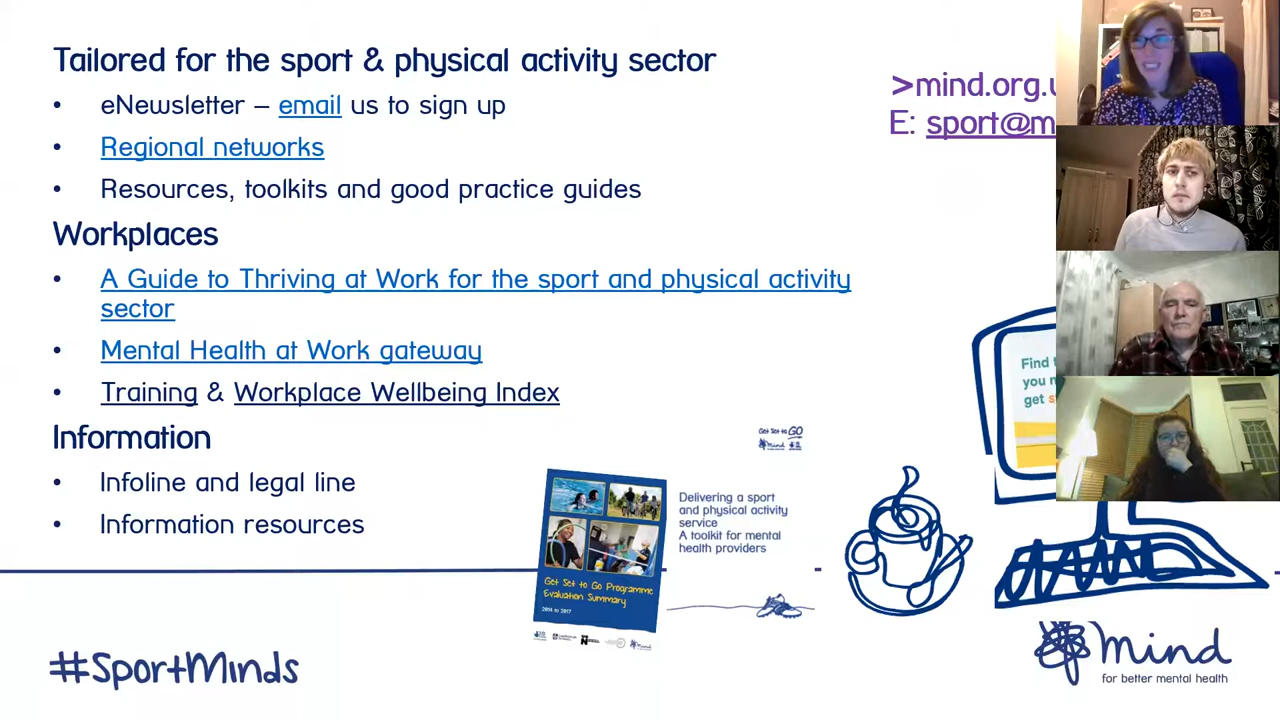 Tailored for the sport & physical activity sector
• eNewsletter – email us to sign up
• Regional networks
• Resources, toolkits and good practice guides
Workplaces
• A Guide to Thriving at Work for the sport and physical activity
sector
• Mental Health at Work gateway
• Training & Workplace Wellbeing Index
Information
• Infoline and legal line
• Information resources
>mind.org.u
E: sport@m
Find
you
get
Get Set to GO
mind
Delivering a sport
and physical activity
service
A toolkit for mental
health providers
Get Set to Go Programme
Evaluation Summary
2014 to 2017
#SportMinds
mind
for better mental health